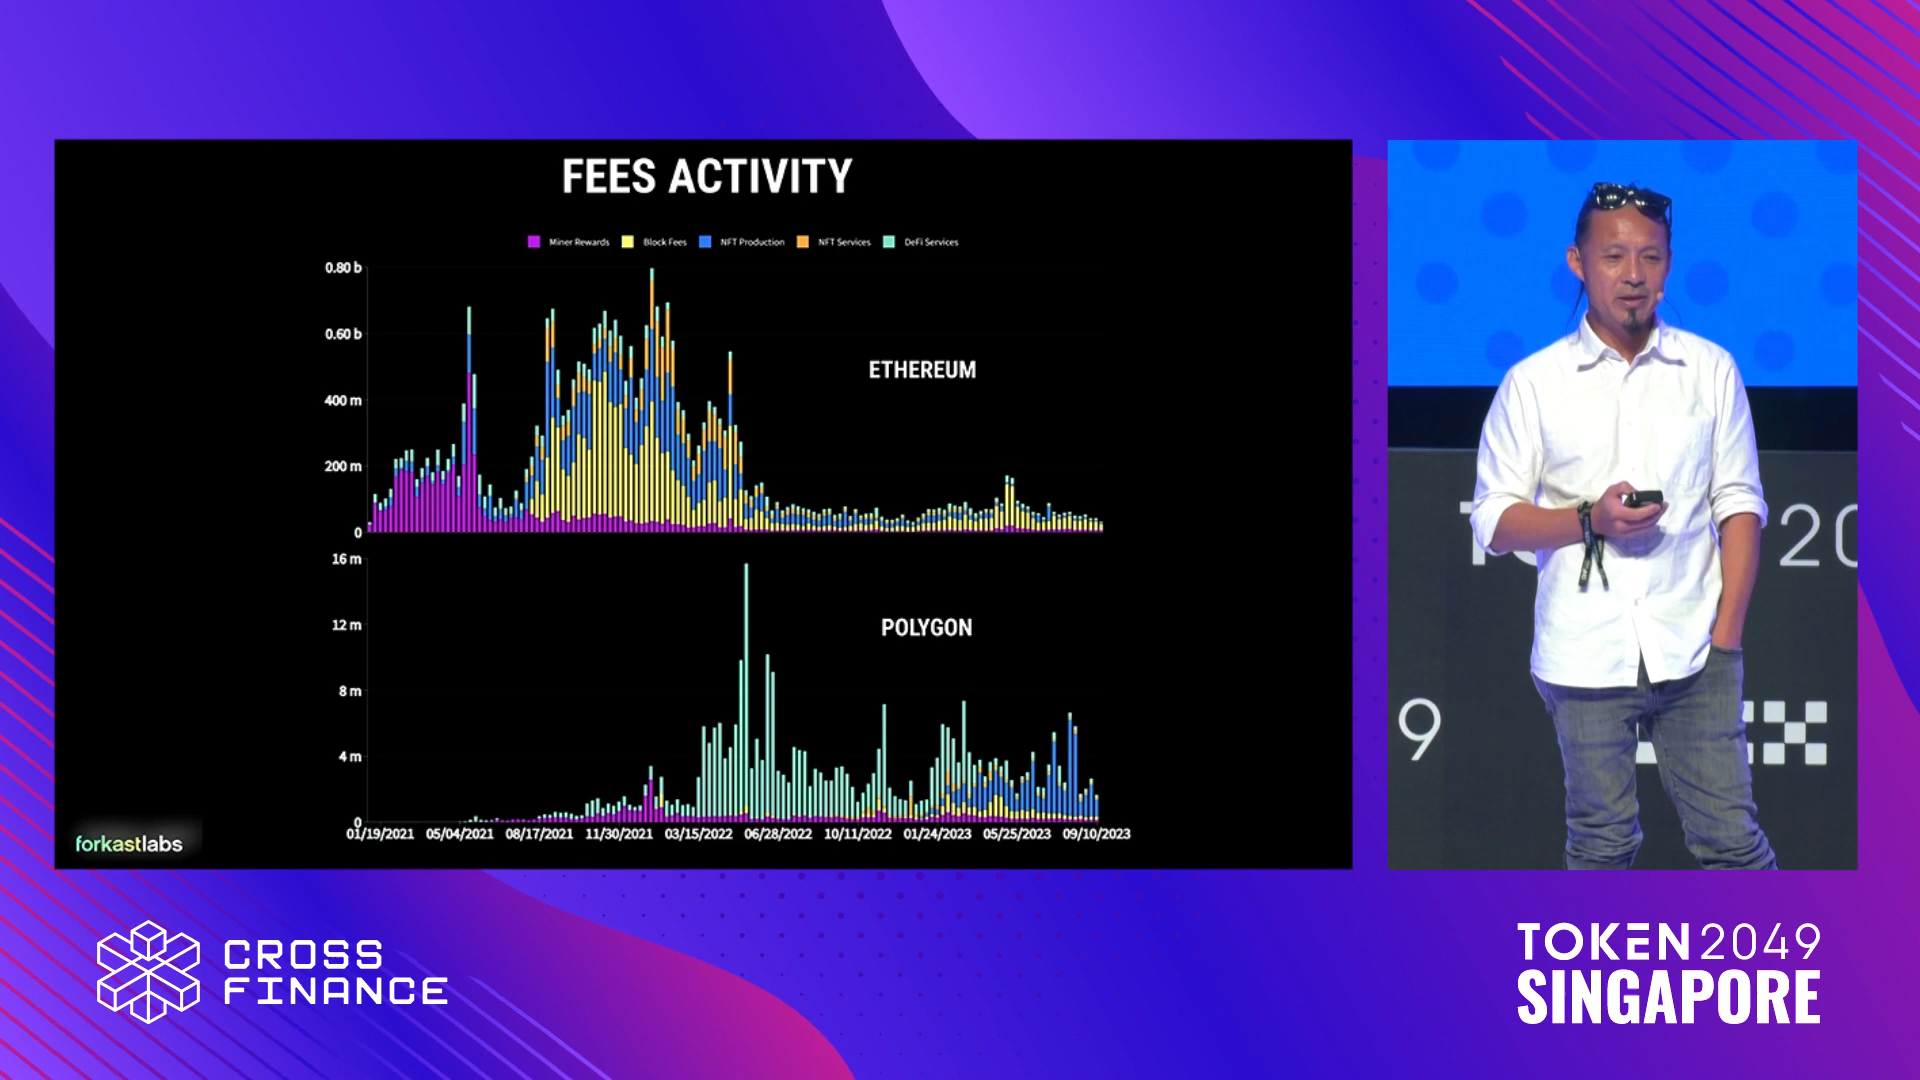 FEES ACTIVITY
Miner Rewards Block Fees NFT Production NFT Services DeFi Services
0.80 b
0.60 b
400 m
200 m
0
ETHEREUM
16 m
12 m
8 m
4 m
0
POLYGON
01/19/2021 05/04/2021 08/17/2021 11/30/2021 03/15/2022 06/28/2022 10/11/2022 01/24/2023 05/25/2023 09/10/2023
forkastlabs
20
9
CROSS
FINANCE
TOKEN2049
SINGAPORE